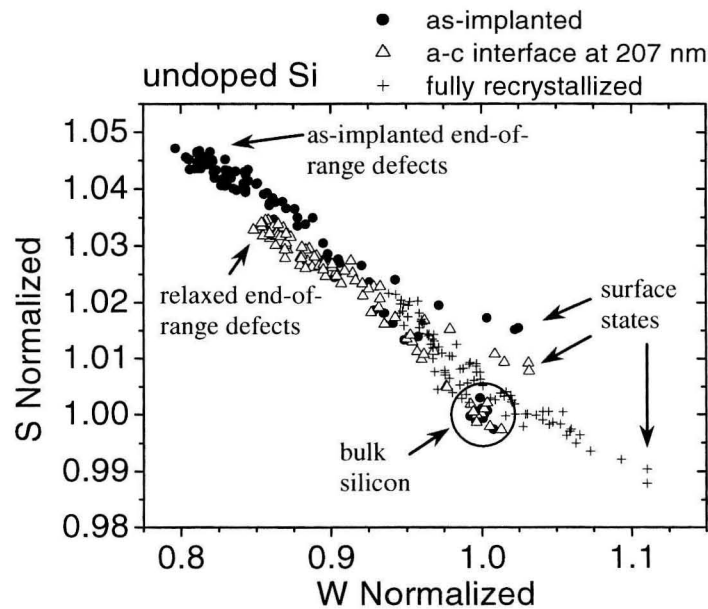 as-implanted
a-c interface at 207 nm
undoped Si
fully recrystallized
1.05
as-implanted end-of-
range defects
1.04
1.03
relaxed end-of-
range defects
1.02
surface
states
1.01
1.00
bulk
silicon
0.99
0.98
S Normalized
0.8
0.9
1.0
1.1
W Normalized